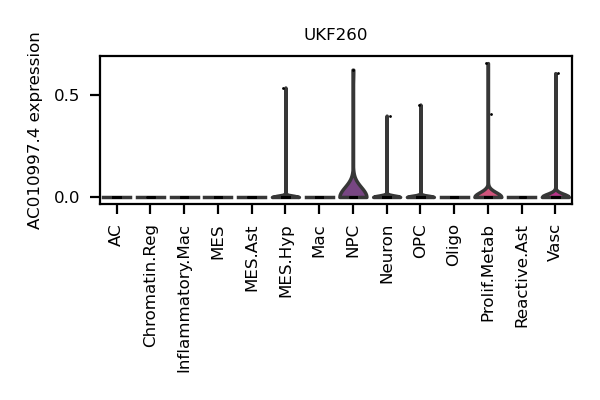 UKF260
AC010997.4 expression
0.5
0.0
AC
Chromatin.Reg
Inflammatory.Mac
MES
MES.Ast
MES.Hyp
Mac
NPC
Neuron
OPC
Oligo
Prolif.Metab
Reactive.Ast
Vasc